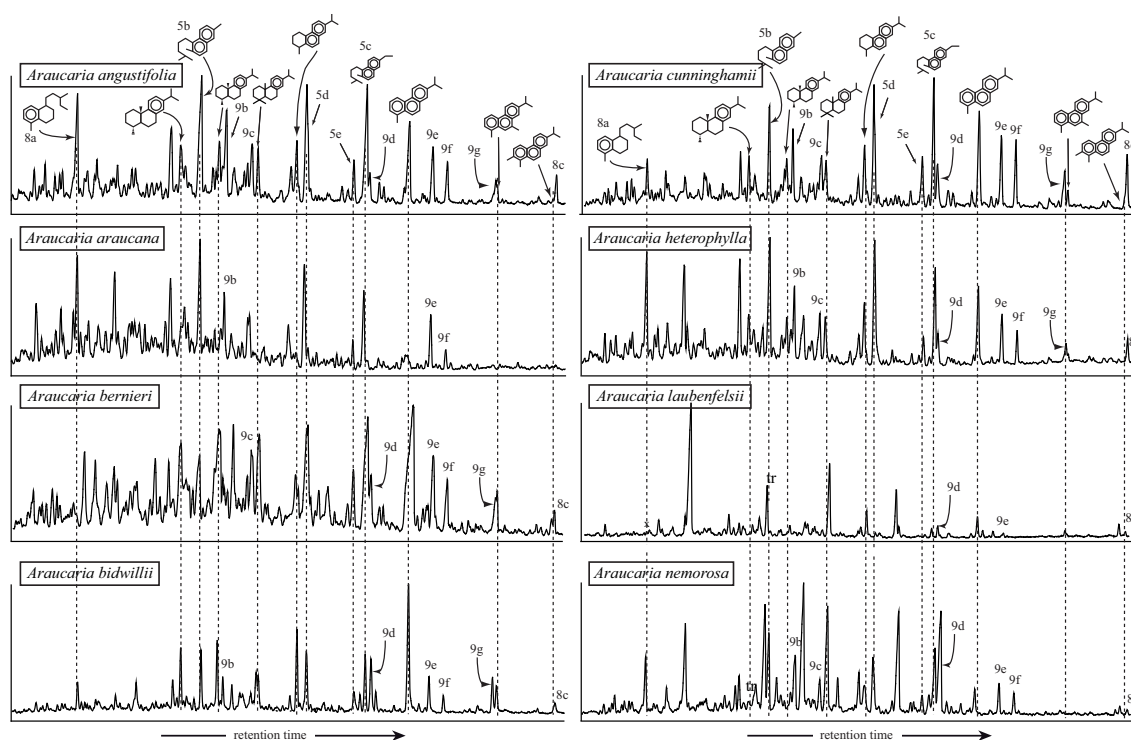 Araucaria angustifolia
5b
8a
9b
9c
5d
5e
5c
9d
9e
9f
9g
8c
Araucaria araucana
9b
9e
9f
Araucaria bernieri
9c
9d
9e
9f
9g
8c
Araucaria bidwillii
9b
9d
9e
9f
9g
8c
retention time
Araucaria cunninghamii
5b
8a
9b
9c
5d
5e
5c
9d
9e
9f
9g
8
Araucaria heterophylla
9b
9c
9d
9e
9f
9g
8
Araucaria laubenfelsii
x
tr
9d
9e
8
Araucaria nemorosa
tr
9b
9c
9d
9e
9f
8
retention time